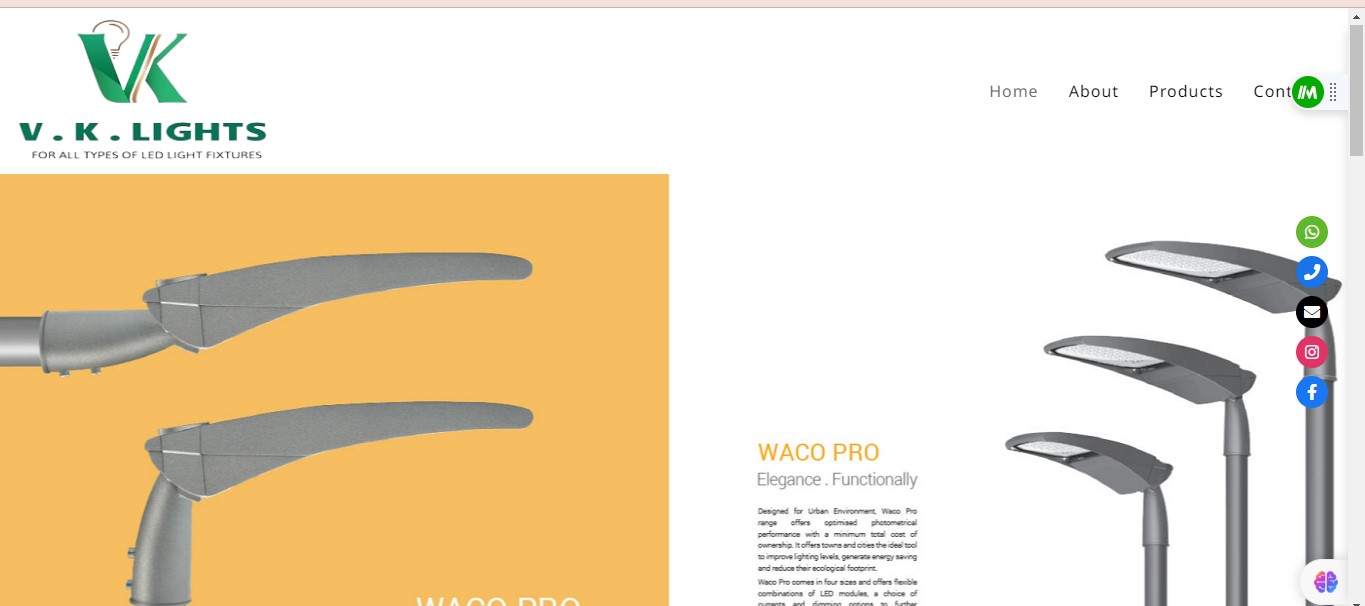 VK
V.K.LIGHTS
FOR ALL TYPES OF LED LIGHT FIXTURES
Home
About
Products
Cont
WACO PRO
Elegance . Functionally
Designed for Urban Environment, Waco Pro
range offers optimised photometrical
performance with a minimum total cost of
ownership. It offers towns and cities the ideal tool
to improve lighting levels, generate energy saving
and reduce their ecological footprint.
Waco Pro comes in four sizes and offers flexible
combinations of LED modules, a choice of
currents and dimming options to further
WACO PRO